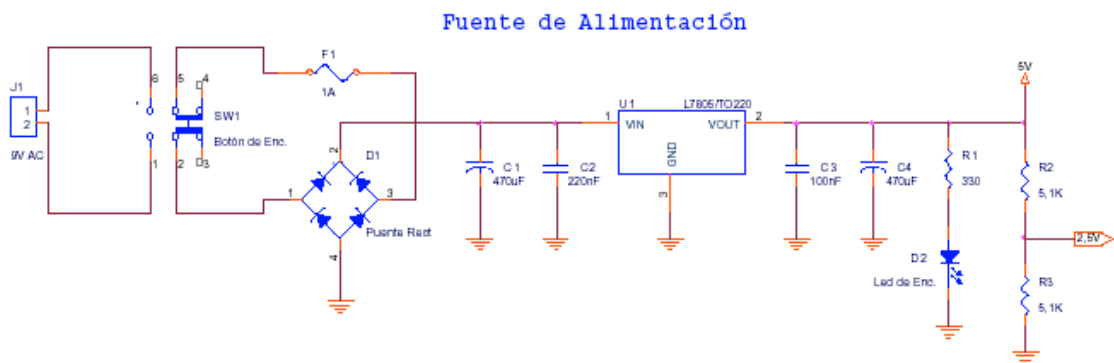 Fuente de Alimentación
J1
1
2
9V AC
6
5
4
1
2
3
SW1
Botón de Enc.
F1
1A
D1
1
2
3
4
Puente Rect
C1
470uF
C2
220nF
U1
L7805/TO220
1
VIN
VOUT
2
GND
3
C3
100nF
C4
470uF
R1
330
D2
Led de Enc.
5V
R2
5,1K
2,5V
R3
5,1K